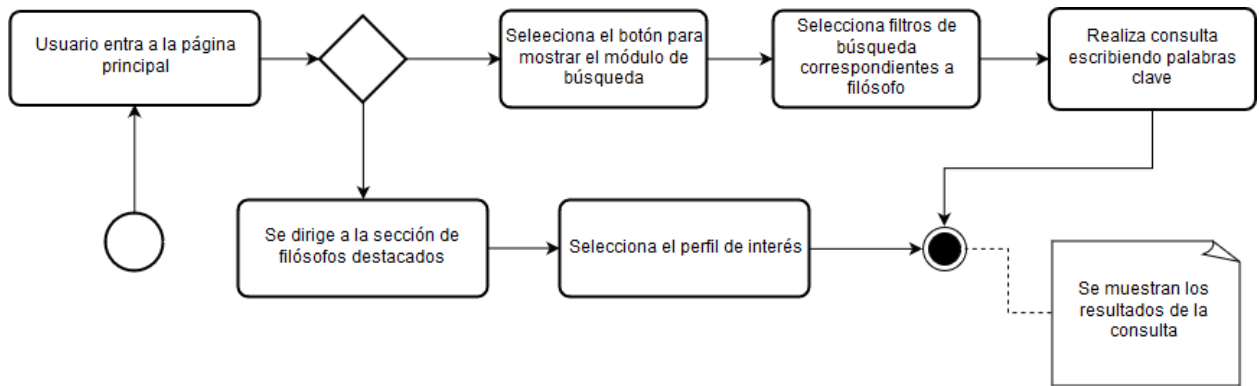 Usuario entra a la página
principal
Seleeciona el botón para
mostrar el módulo de
búsqueda
Selecciona filtros de
búsqueda
correspondientes a
filósofo
Realiza consulta
escribiendo palabras
clave
Se dirige a la sección de
filósofos destacados
Selecciona el perfil de interés
Se muestran los
resultados de la
consulta